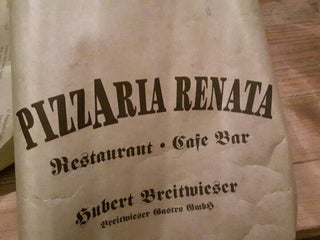 PIZZARIA RENATA
Restaurant • Cafe Bar
Hubert Breitwieser
Breitwieser Gastro GmbH